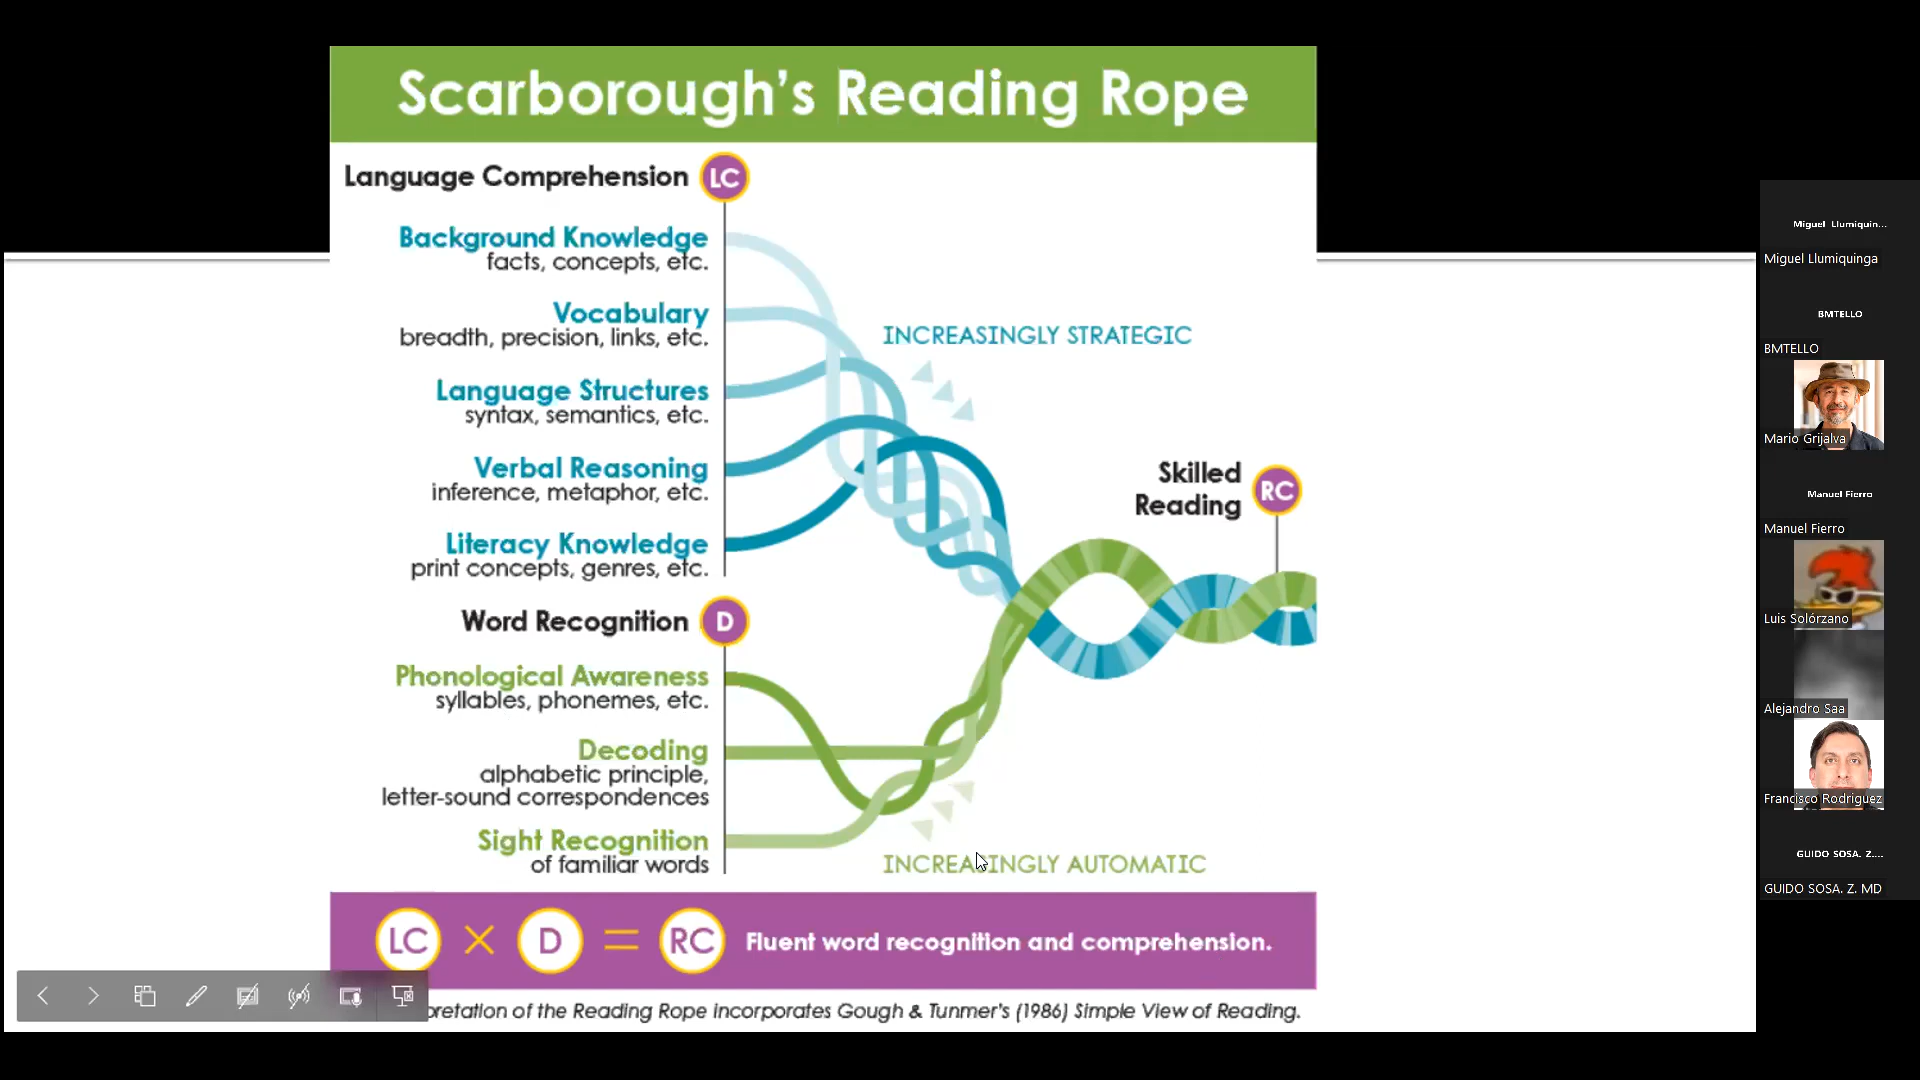 Scarborough's Reading Rope
Language Comprehension LC
Background Knowledge
facts, concepts, etc.
Vocabulary
breadth, precision, links, etc.
Language Structures
syntax, semantics, etc.
Verbal Reasoning
inference, metaphor, etc.
Literacy Knowledge
print concepts, genres, etc.
INCREASINGLY STRATEGIC
Skilled
Reading
RC
Word Recognition D
Phonological Awareness
syllables, phonemes, etc.
Decoding
alphabetic principle,
letter-sound correspondences
Sight Recognition
of familiar words
INCREASINGLY AUTOMATIC
LC × D = RC Fluent word recognition and comprehension.
of the Reading Rope incorporates Gough & Tunmer's (1986) Simple View of Reading.
Miguel Llumiquin...
Miguel Llumiquinga
BMTELLO
BMTELLO
Mario Grijalva
Manuel Fierro
Manuel Fierro
Luis Solórzano
Alejandro Saa
Francisco Rodriguez
GUIDO SOSA. Z....
GUIDO SOSA. Z. MD